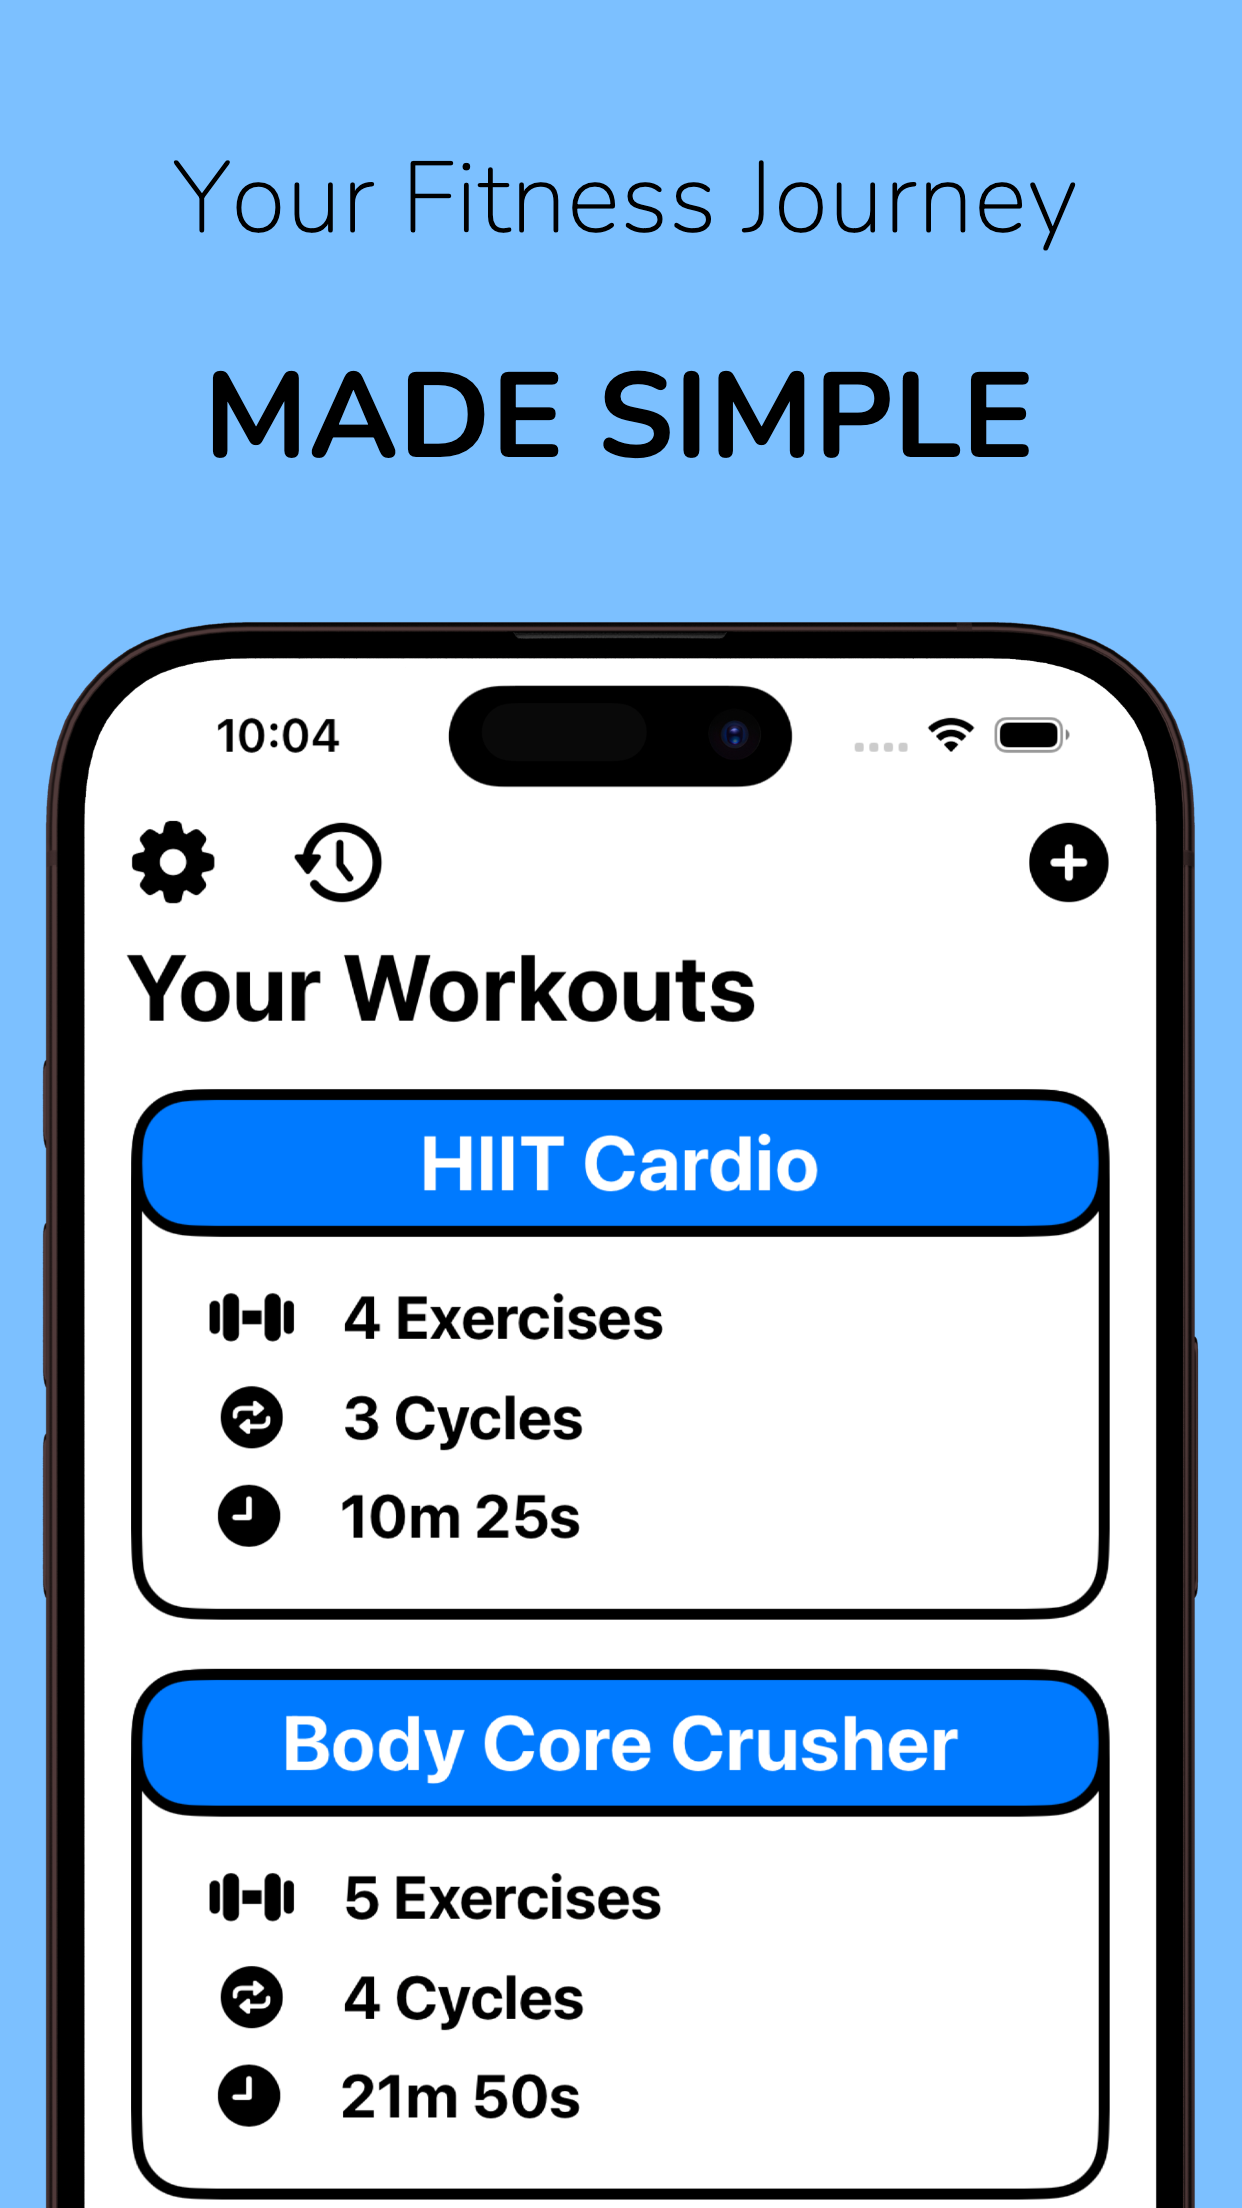 Your Fitness Journey
MADE SIMPLE
10:04
Your Workouts
HIIT Cardio
4 Exercises
3 Cycles
10m 25s
Body Core Crusher
5 Exercises
4 Cycles
21m 50s